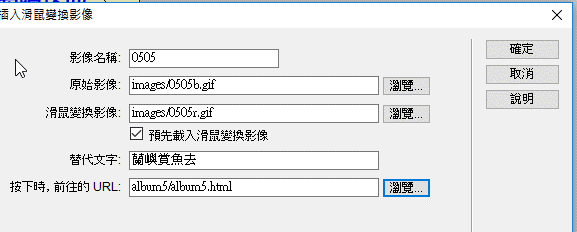 插入滑鼠變換影像
影像名稱: 0505
確定
原始影像: images/0505b.gif 瀏覽...
取消
滑鼠變換影像: images/0505r.gif 瀏覽...
說明
預先載入滑鼠變換影像
替代文字: 蘭嶼賞魚去
按下時，前往的 URL: album5/album5.html 瀏覽...